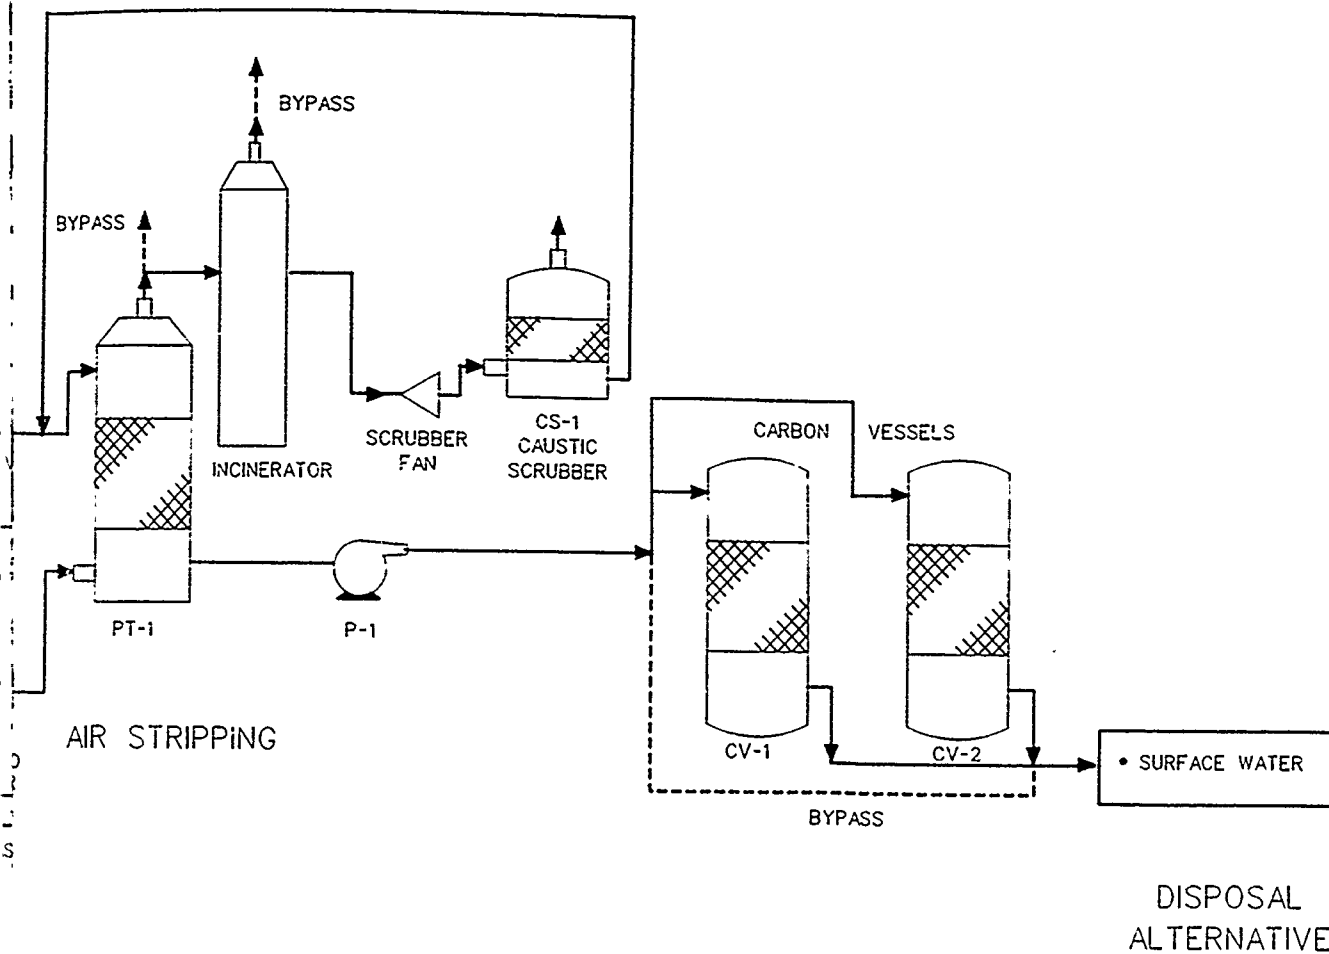 BYPASS
BYPASS
INCINERATOR
SCRUBBER
FAN
CS-1
CAUSTIC
SCRUBBER
CARBON VESSELS
PT-1
P-1
AIR STRIPPING
CV-1
CV-2
• SURFACE WATER
BYPASS
DISPOSAL
ALTERNATIVE